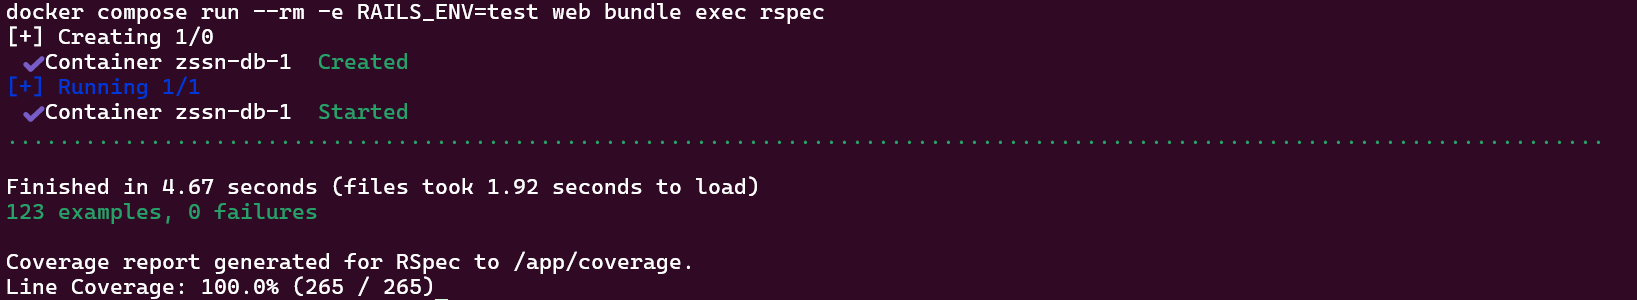 docker compose run --rm -e RAILS_ENV=test web bundle exec rspec
[+] Creating 1/0
✔Container zssn-db-1  Created
[+] Running 1/1
✔Container zssn-db-1  Started
...........................................................................................................................
Finished in 4.67 seconds (files took 1.92 seconds to load)
123 examples, 0 failures
Coverage report generated for RSpec to /app/coverage.
Line Coverage: 100.0% (265 / 265)